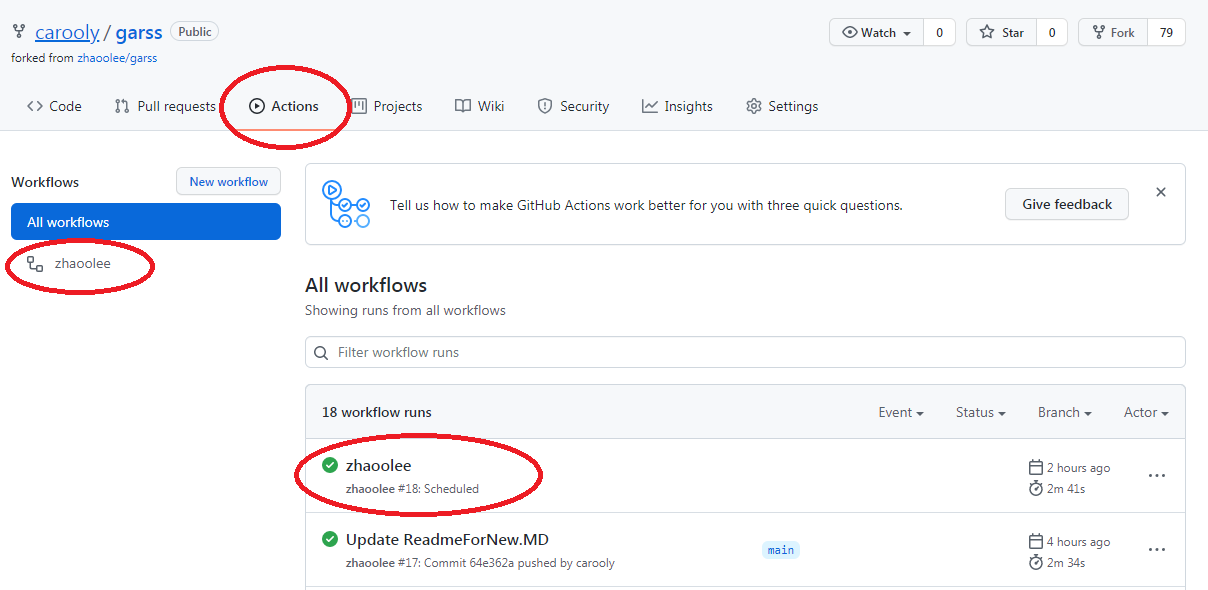 carooly / garss Public
Watch 0 Star 0 Fork 79
forked from zhaoolee/garss
Code Pull requests Actions Projects Wiki Security Insights Settings
Workflows New workflow
All workflows
zhaoolee
Tell us how to make GitHub Actions work better for you with three quick questions.
Give feedback
All workflows
Showing runs from all workflows
Filter workflow runs
18 workflow runs Event Status Branch Actor
zhaoolee
zhaoolee #18: Scheduled
2 hours ago
2m 41s
Update ReadmeForNew.MD
zhaoolee #17: Commit 64e362a pushed by carooly
main
4 hours ago
2m 34s